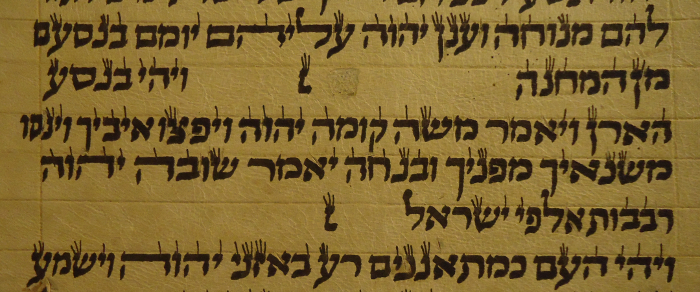 להם מנוחה וענן יהוה עליהם יומם בנסעם
מן המחנה ׆ ויהי בנסע
הארן ויאמר משה קומה יהוה ויפצו איביך וינסו
משנאיך מפניך ובנחה יאמר שובה יהוה
רבבות אלפי ישראל ׆
ויהי העם כמתאננים רע באזני יהוה וישמע